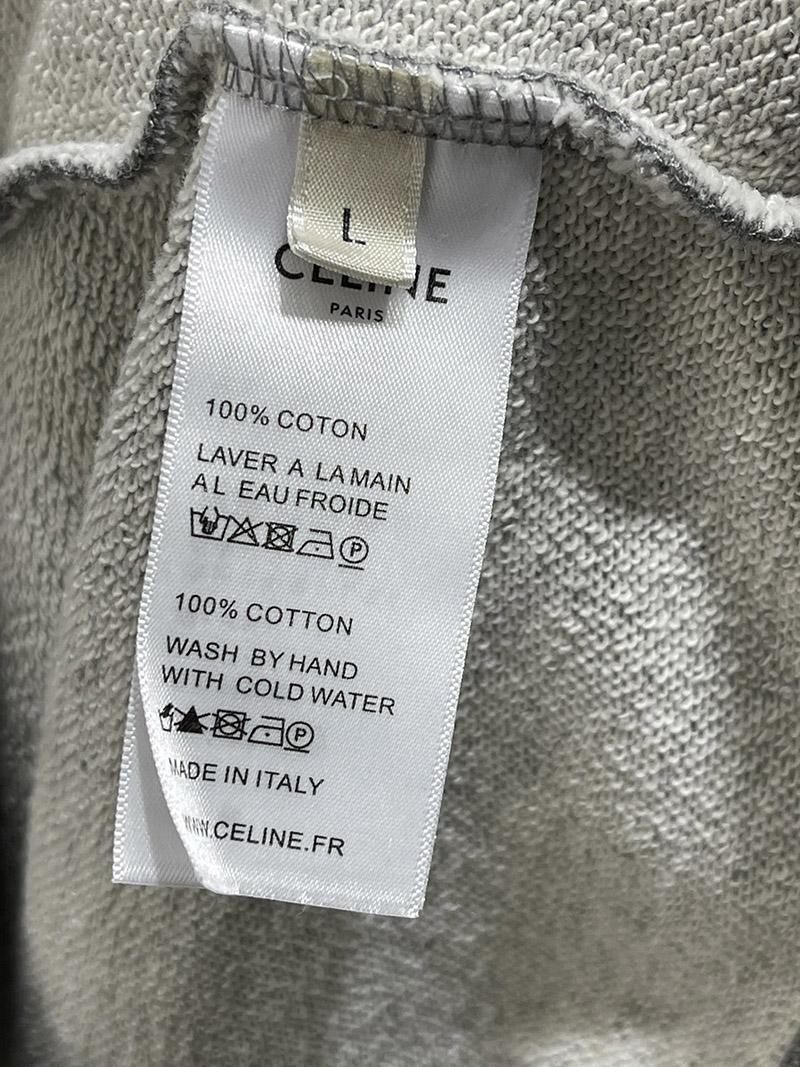 L
CELINE
PARIS
100% COTON
LAVER A LA MAIN
A L EAU FROIDE
P
100% COTTON
WASH BY HAND
WITH COLD WATER
P
MADE IN ITALY
WWW.CELINE.FR